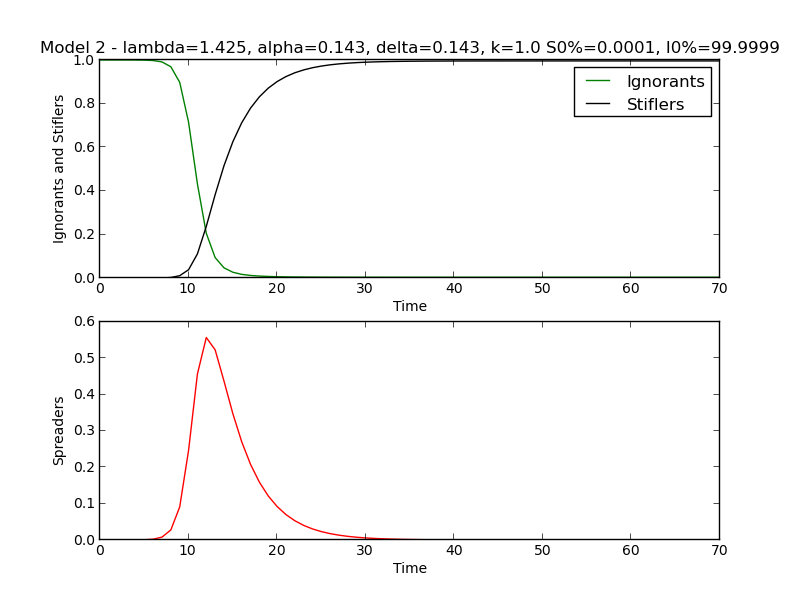 Model 2 - lambda=1.425, alpha=0.143, delta=0.143, k=1.0 S0%=0.0001, I0%=99.9999
1.0
0.8
0.6
0.4
0.2
0.0
Ignorants and Stiflers
Ignorants
Stiflers
0 10 20 30 40 50 60 70
Time
0.6
0.5
0.4
0.3
0.2
0.1
0.0
Spreaders
0 10 20 30 40 50 60 70
Time